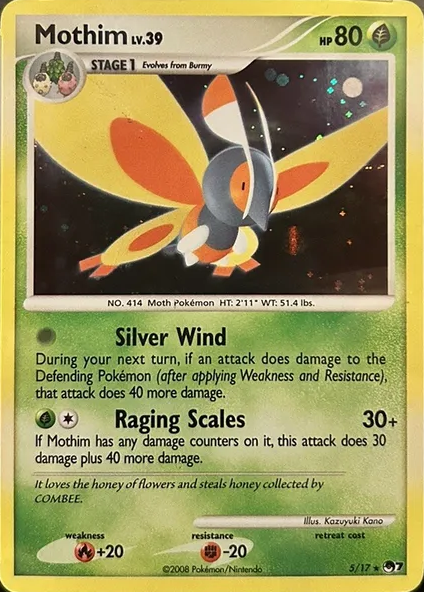 Mothim LV.39 HP 80
STAGE 1 Evolves from Burmy
NO. 414 Moth Pokémon HT: 2'11" WT: 51.4 lbs.
Silver Wind
During your next turn, if an attack does damage to the
Defending Pokémon (after applying Weakness and Resistance),
that attack does 40 more damage.
Raging Scales 30+
If Mothim has any damage counters on it, this attack does 30
damage plus 40 more damage.
It loves the honey of flowers and steals honey collected by
COMBEE.
Illus. Kazuyuki Kano
weakness resistance retreat cost
+20 -20
©2008 Pokémon/Nintendo 5/17 ★ 7